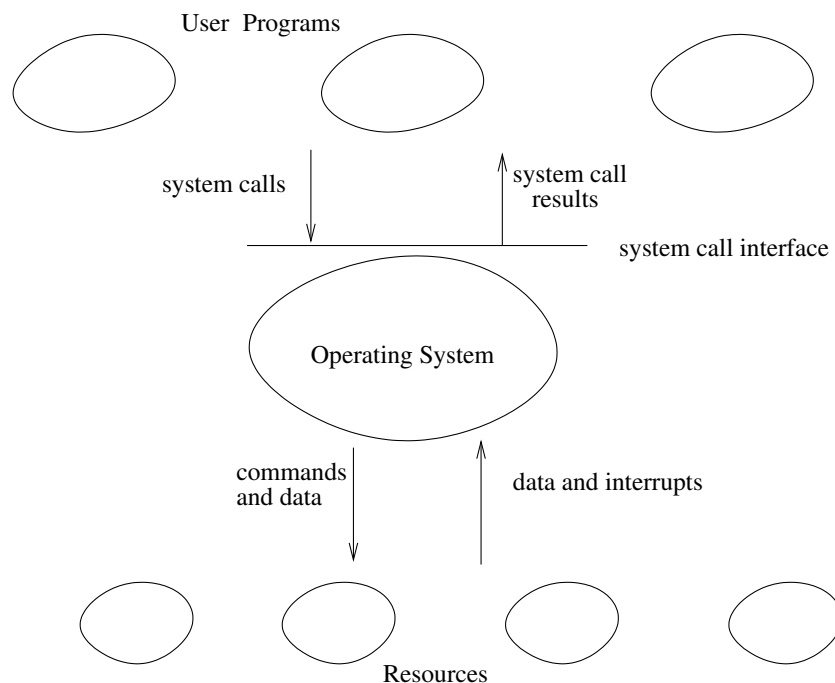 User Programs
system calls
system call
results
system call interface
Operating System
commands
and data
data and interrupts
Resources